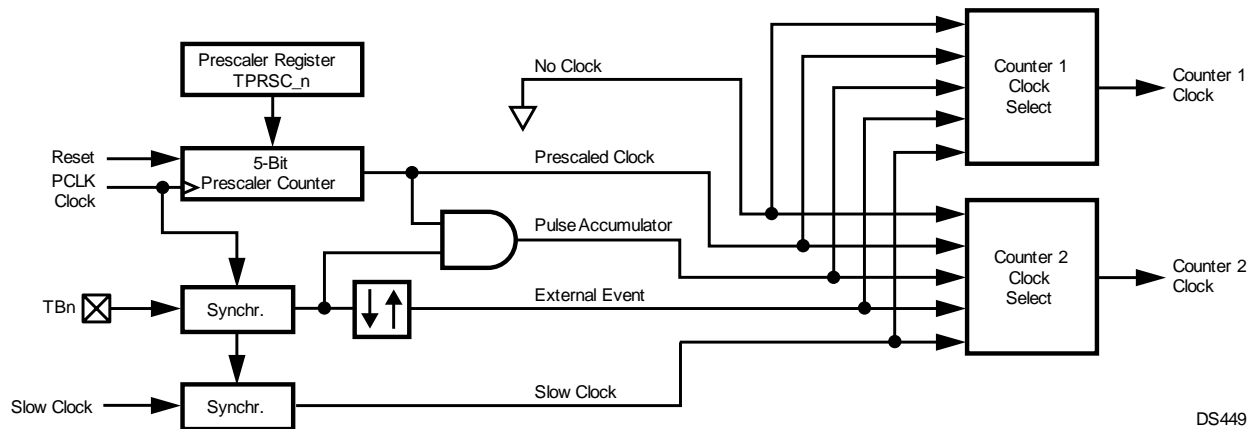 Prescaler Register
TPRSC_n
No Clock
Counter 1
Clock
Select
Counter 1
Clock
Reset
PCLK
Clock
5-Bit
Prescaler Counter
Prescaled Clock
Pulse Accumulator
Counter 2
Clock
Select
Counter 2
Clock
TBn
Synchr.
External Event
Slow Clock
Synchr.
Slow Clock
DS449